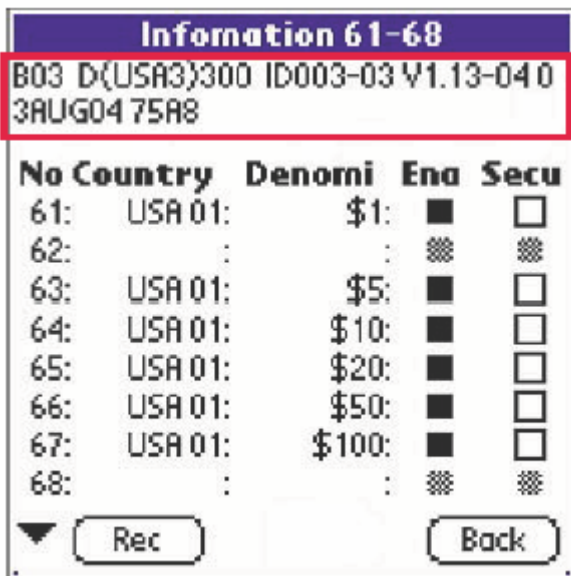 Infomation 61-68
B03 D(USA3)300 ID003-03 V1.13-04 0
3AUG04 75A8
No Country Denomi Ena Secu
61: USA 01: $1:
62: : :
63: USA 01: $5:
64: USA 01: $10:
65: USA 01: $20:
66: USA 01: $50:
67: USA 01: $100:
68: : :
Rec Back